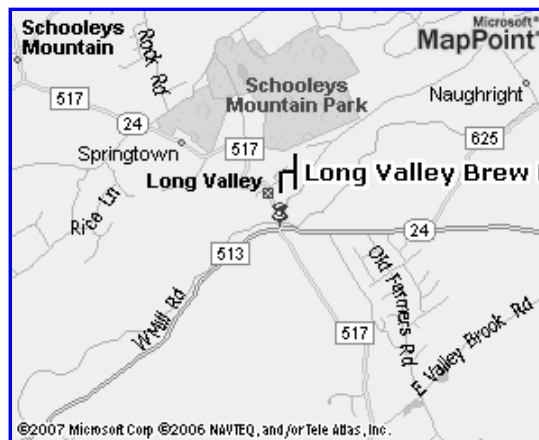 Schooleys
Mountain
Rock Rd
Microsoft®
MapPoint®
Schooleys
Mountain Park
Naughright
517
24
517
625
Springtown
Long Valley
Long Valley Brew
Rice Ln
24
513
W Mill Rd
Old Farmers Rd
517
E Valley Brook Rd
©2007 Microsoft Corp ©2006 NAVTEQ, and/or Tele Atlas, Inc.